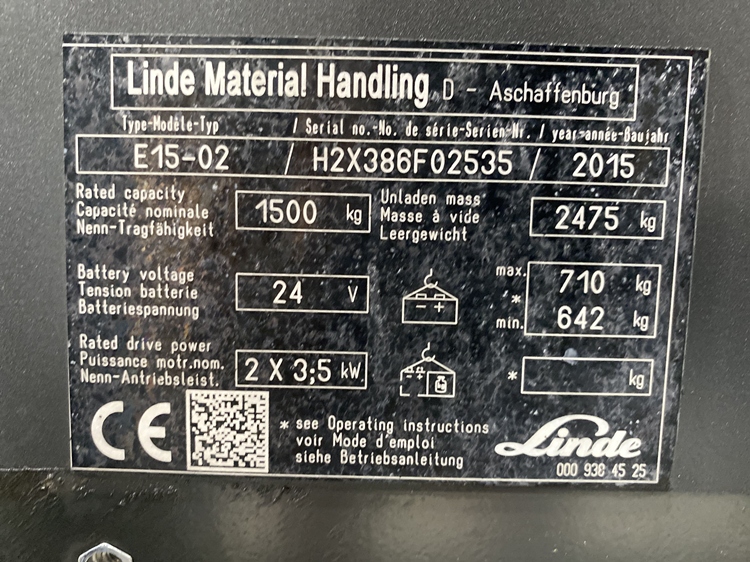 Linde Material Handling D - Aschaffenburg
Type-Modèle-Typ / Serial no.-No. de série-Serien-Nr. / year-année-Baujahr
E15-02 / H2X386F02535 / 2015
Rated capacity
Capacité nominale
Nenn-Tragfähigkeit
1500 kg
Unladen mass
Masse à vide
Leergewicht
2475 kg
Battery voltage
Tension batterie
Batteriespannung
24 V
- +
max. 710 kg
*
min. 642 kg
Rated drive power
Puissance motr.nom.
Nenn-Antriebsleist.
2 X 3;5 kW
- +
* kg
CE
* see Operating instructions
voir Mode d'emploi
siehe Betriebsanleitung
Linde
000 938 45 25